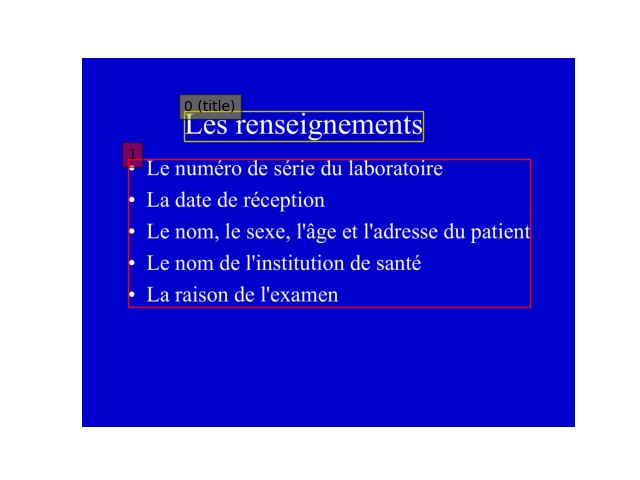 0 (title)
Les renseignements
1
• Le numéro de série du laboratoire
• La date de réception
• Le nom, le sexe, l'âge et l'adresse du patient
• Le nom de l'institution de santé
• La raison de l'examen